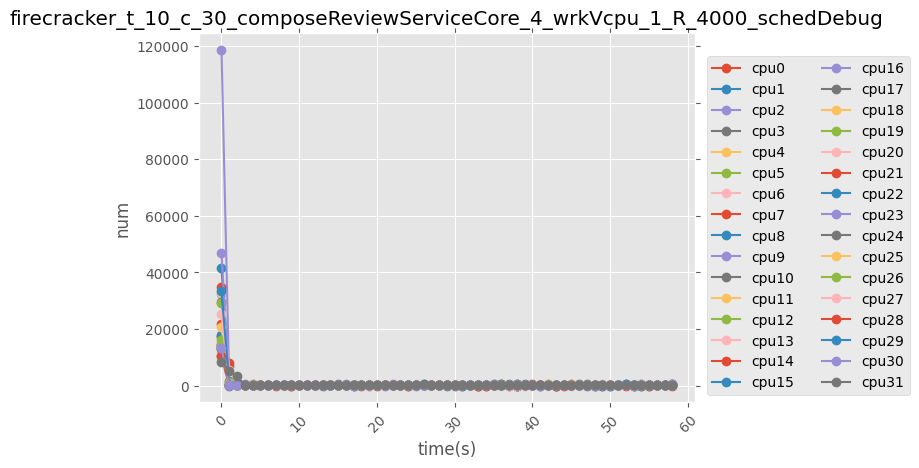 firecracker_t_10_c_30_composeReviewServiceCore_4_wrkVcpu_1_R_4000_schedDebug
120000
100000
80000
60000
40000
20000
0
num
0
10
20
30
40
50
60
time(s)
cpu0
cpu1
cpu2
cpu3
cpu4
cpu5
cpu6
cpu7
cpu8
cpu9
cpu10
cpu11
cpu12
cpu13
cpu14
cpu15
cpu16
cpu17
cpu18
cpu19
cpu20
cpu21
cpu22
cpu23
cpu24
cpu25
cpu26
cpu27
cpu28
cpu29
cpu30
cpu31